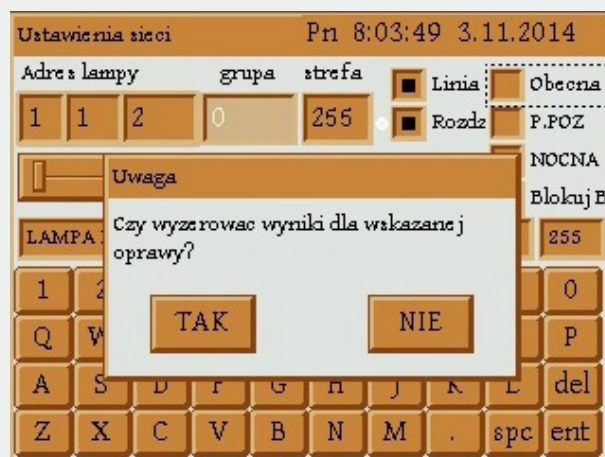 Ustawienia sieci Pn 8:03:49 3.11.2014
Adres lampy grupa strefa
Linia Obecna
1 1 2 0 255 Rozdz P.POZ
NOCNA
Uwaga
Blokuj B
Czy wyzerowac wyniki dla wskazanej
oprawy?
LAMPA 255
TAK NIE
1 2 0
Q W P
A S D F G H J K L del
Z X C V B N M . spc ent